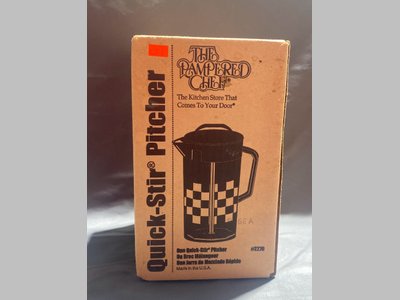 THE
PAMPERED
CHEF®
The Kitchen Store That
Comes To Your Door®
Quick-Stir® Pitcher
One Quick-Stir® Pitcher
Un Broc Mélangeur
Una Jarra de Mezclado Rápido
Made in the U.S.A.
#2270